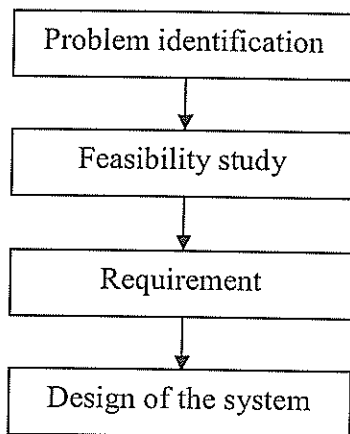 Problem identification
Feasibility study
Requirement
Design of the system